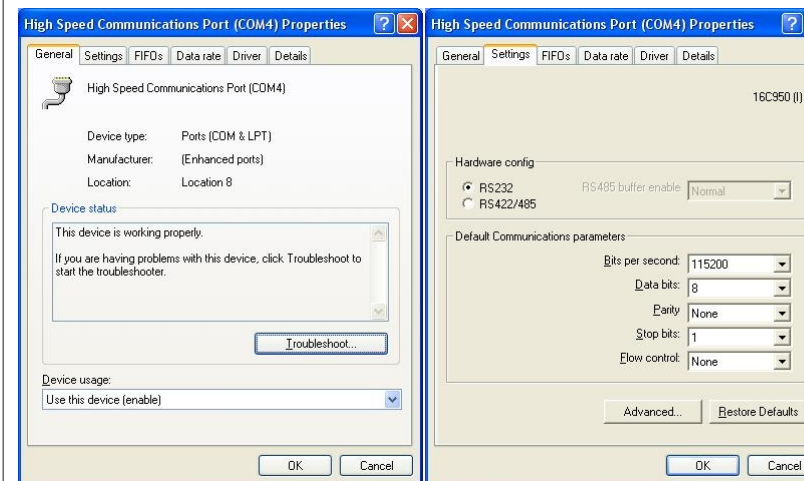 High Speed Communications Port (COM4) Properties
General Settings FIFOs Data rate Driver Details
High Speed Communications Port (COM4)
Device type: Ports (COM & LPT)
Manufacturer: (Enhanced ports)
Location: Location 8
Device status
This device is working properly.
If you are having problems with this device, click Troubleshoot to
start the troubleshooter.
Troubleshoot...
Device usage:
Use this device (enable)
OK Cancel
High Speed Communications Port (COM4) Properties
General Settings FIFOs Data rate Driver Details
16C950 (I)
Hardware config
RS232 RS485 buffer enable Normal
RS422/485
Default Communications parameters
Bits per second: 115200
Data bits: 8
Parity None
Stop bits: 1
Flow control: None
Advanced... Restore Defaults
OK Cancel